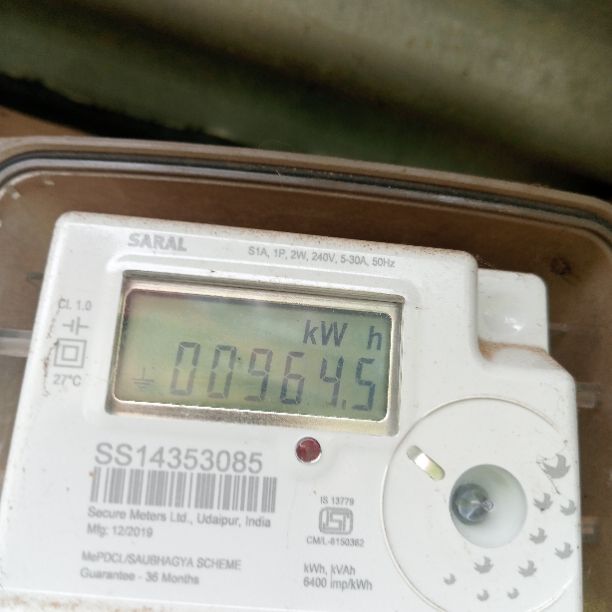 SARAL
S1A, 1P, 2W, 240V, 5-30A, 50Hz
CL 1.0
27°C
kW h
00964.5
SS14353085
Secure Meters Ltd., Udaipur, India
Mfg: 12/2019
MePDCL/SAUBHAGYA SCHEME
Guarantee - 36 Months
IS 13779
CM/L-8150362
kWh, kVAh
6400 imp/kWh